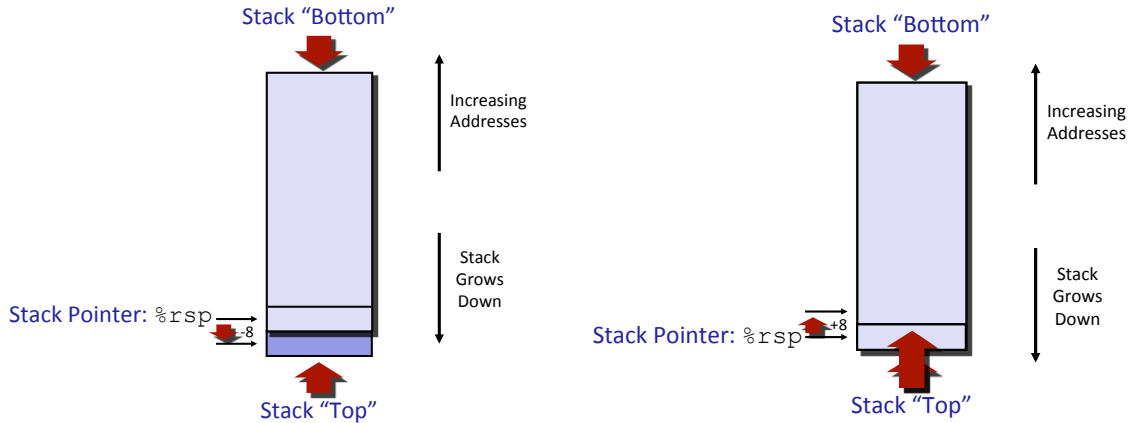 Stack “Bottom”
Increasing
Addresses
Stack
Grows
Down
Stack Pointer: %rsp
-8
Stack “Top”
Stack “Bottom”
Increasing
Addresses
Stack
Grows
Down
Stack Pointer: %rsp
+8
Stack “Top”